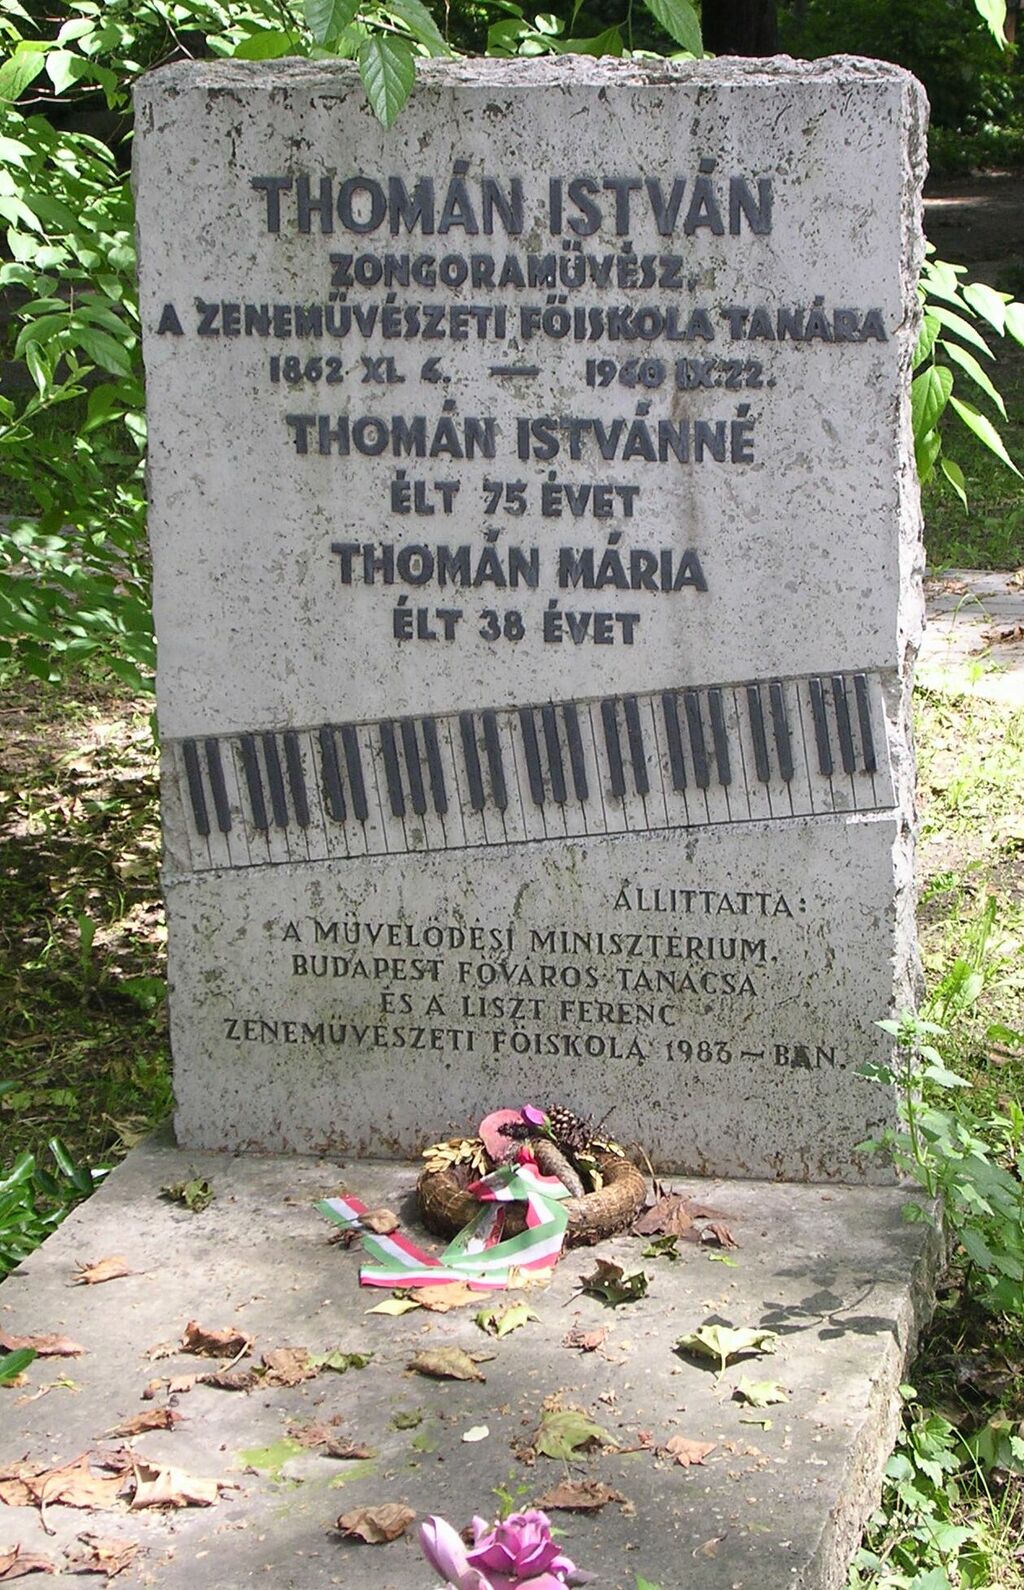 THOMÁN ISTVÁN
ZONGORAMŰVÉSZ,
A ZENEMŰVÉSZETI FŐISKOLA TANÁRA
1862 XI. 6. — 1940 IX. 22.
THOMÁN ISTVÁNNÉ
ÉLT 75 ÉVET
THOMÁN MÁRIA
ÉLT 38 ÉVET
ÁLLITTATTA:
A MŰVELŐDÉSI MINISZTÉRIUM,
BUDAPEST FŐVÁROS TANÁCSA
ÉS A LISZT FERENC
ZENEMŰVÉSZETI FŐISKOLA 1983-BAN.